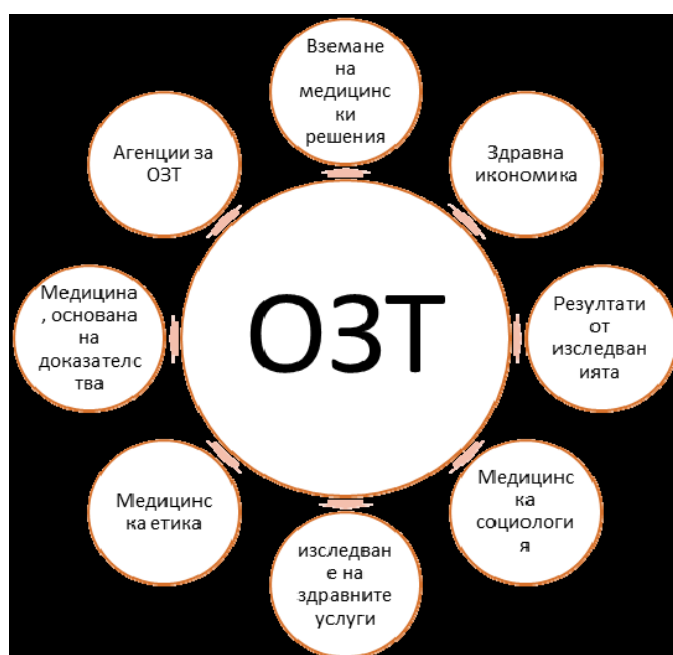 Вземане
на
медицинс
ки
решения
Агенции за
ОЗТ
Здравна
икономика
Медицина
, основана
на
доказателс
тва
ОЗТ
Резултати
от
изследван
ията
Медицинс
ка етика
Медицинс
ка
социологи
я
изследван
е на
здравните
услуги